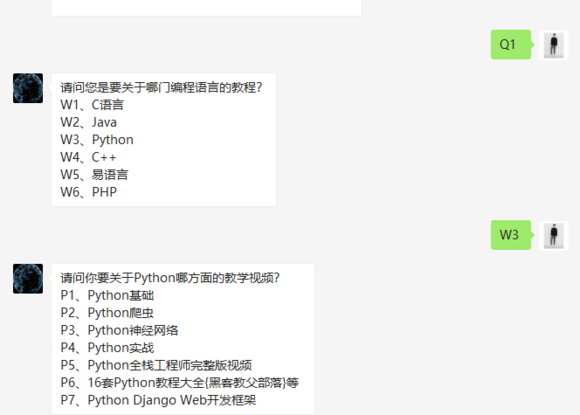 Q1
请问您是要关于哪门编程语言的教程?
W1、C语言
W2、Java
W3、Python
W4、C++
W5、易语言
W6、PHP
W3
请问你要关于Python哪方面的教学视频?
P1、Python基础
P2、Python爬虫
P3、Python神经网络
P4、Python实战
P5、Python全栈工程师完整版视频
P6、16套Python教程大全{黑客教父部落}等
P7、Python Django Web开发框架